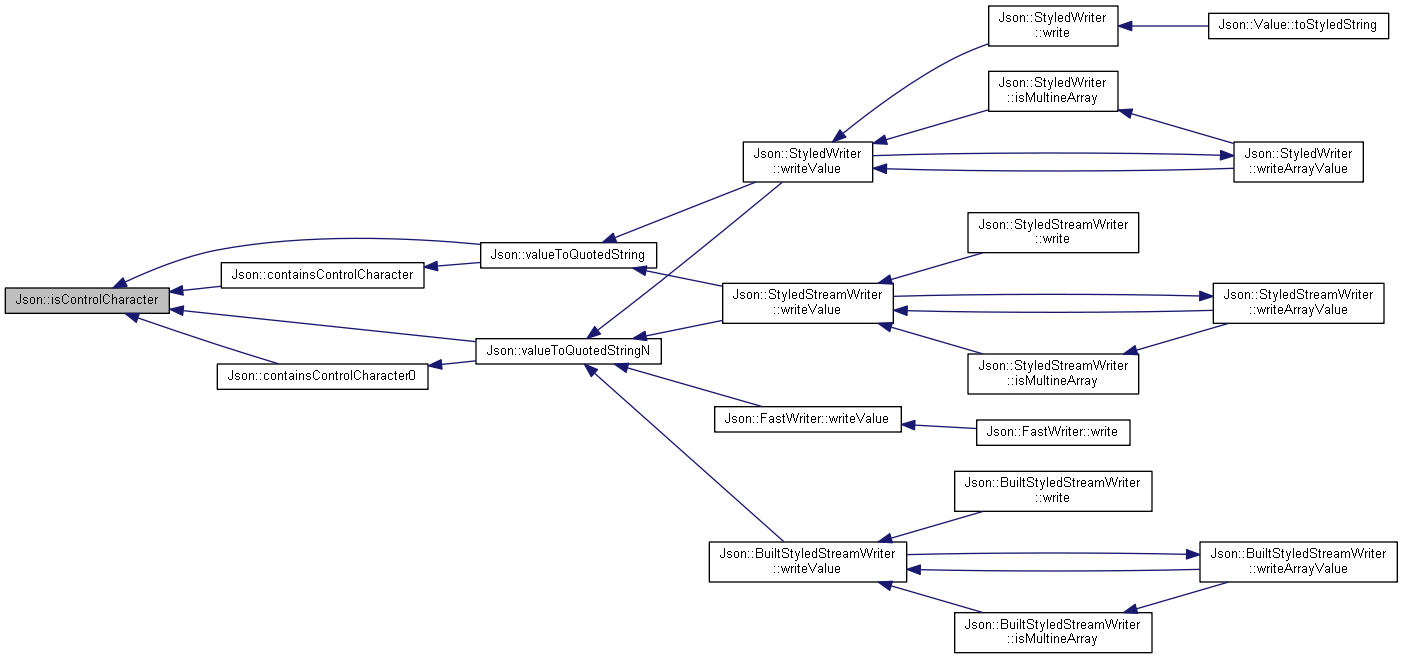 Json::StyledWriter
::write
Json::Value::toStyledString
Json::StyledWriter
::isMultineArray
Json::StyledWriter
::writeValue
Json::StyledWriter
::writeArrayValue
Json::StyledStreamWriter
::write
Json::valueToQuotedString
Json::containsControlCharacter
Json::isControlCharacter
Json::StyledStreamWriter
::writeValue
Json::StyledStreamWriter
::writeArrayValue
Json::valueToQuotedStringN
Json::containsControlCharacter0
Json::StyledStreamWriter
::isMultineArray
Json::FastWriter::writeValue
Json::FastWriter::write
Json::BuiltStyledStreamWriter
::write
Json::BuiltStyledStreamWriter
::writeValue
Json::BuiltStyledStreamWriter
::writeArrayValue
Json::BuiltStyledStreamWriter
::isMultineArray